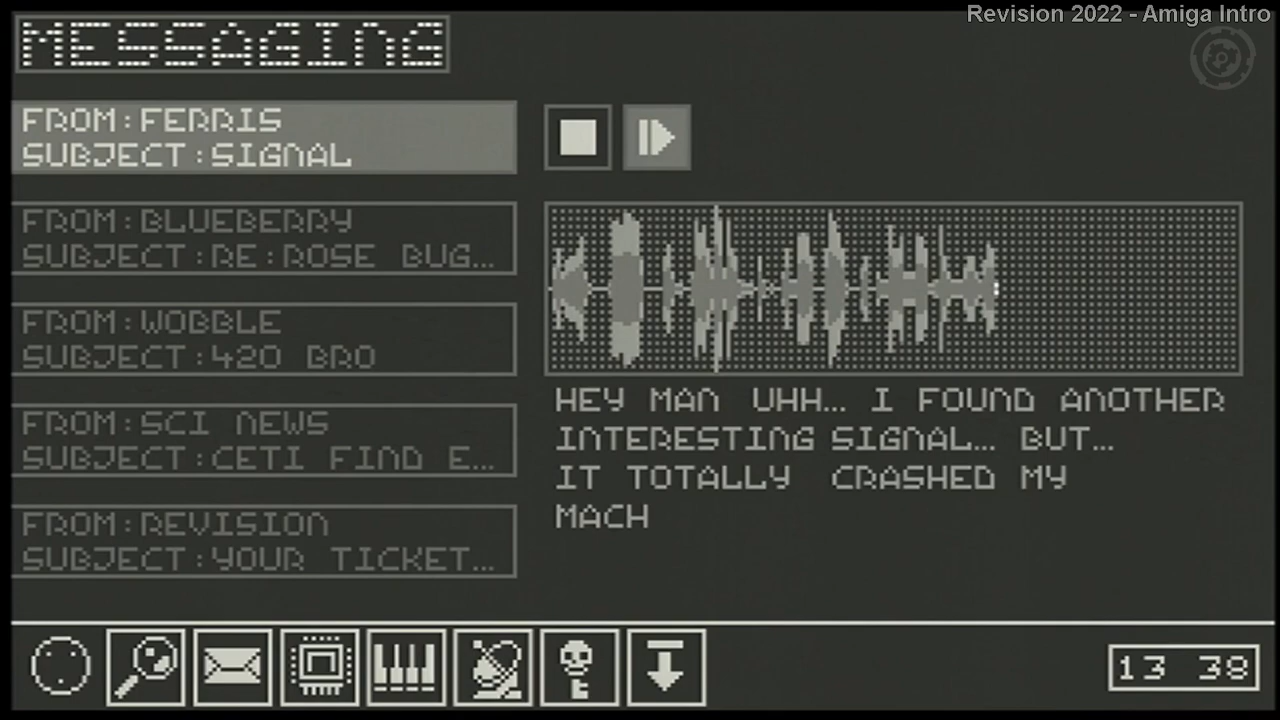 Revision 2022 - Amiga Intro
MESSAGING
FROM:FERRIS
SUBJECT:SIGNAL
FROM:BLUEBERRY
SUBJECT:RE:ROSE BUG...
FROM:WOBBLE
SUBJECT:420 BRO
FROM:SCI NEWS
SUBJECT:CETI FIND E...
FROM:REVISION
SUBJECT:YOUR TICKET...
HEY MAN UHH... I FOUND ANOTHER
INTERESTING SIGNAL... BUT...
IT TOTALLY CRASHED MY
MACH
13 38